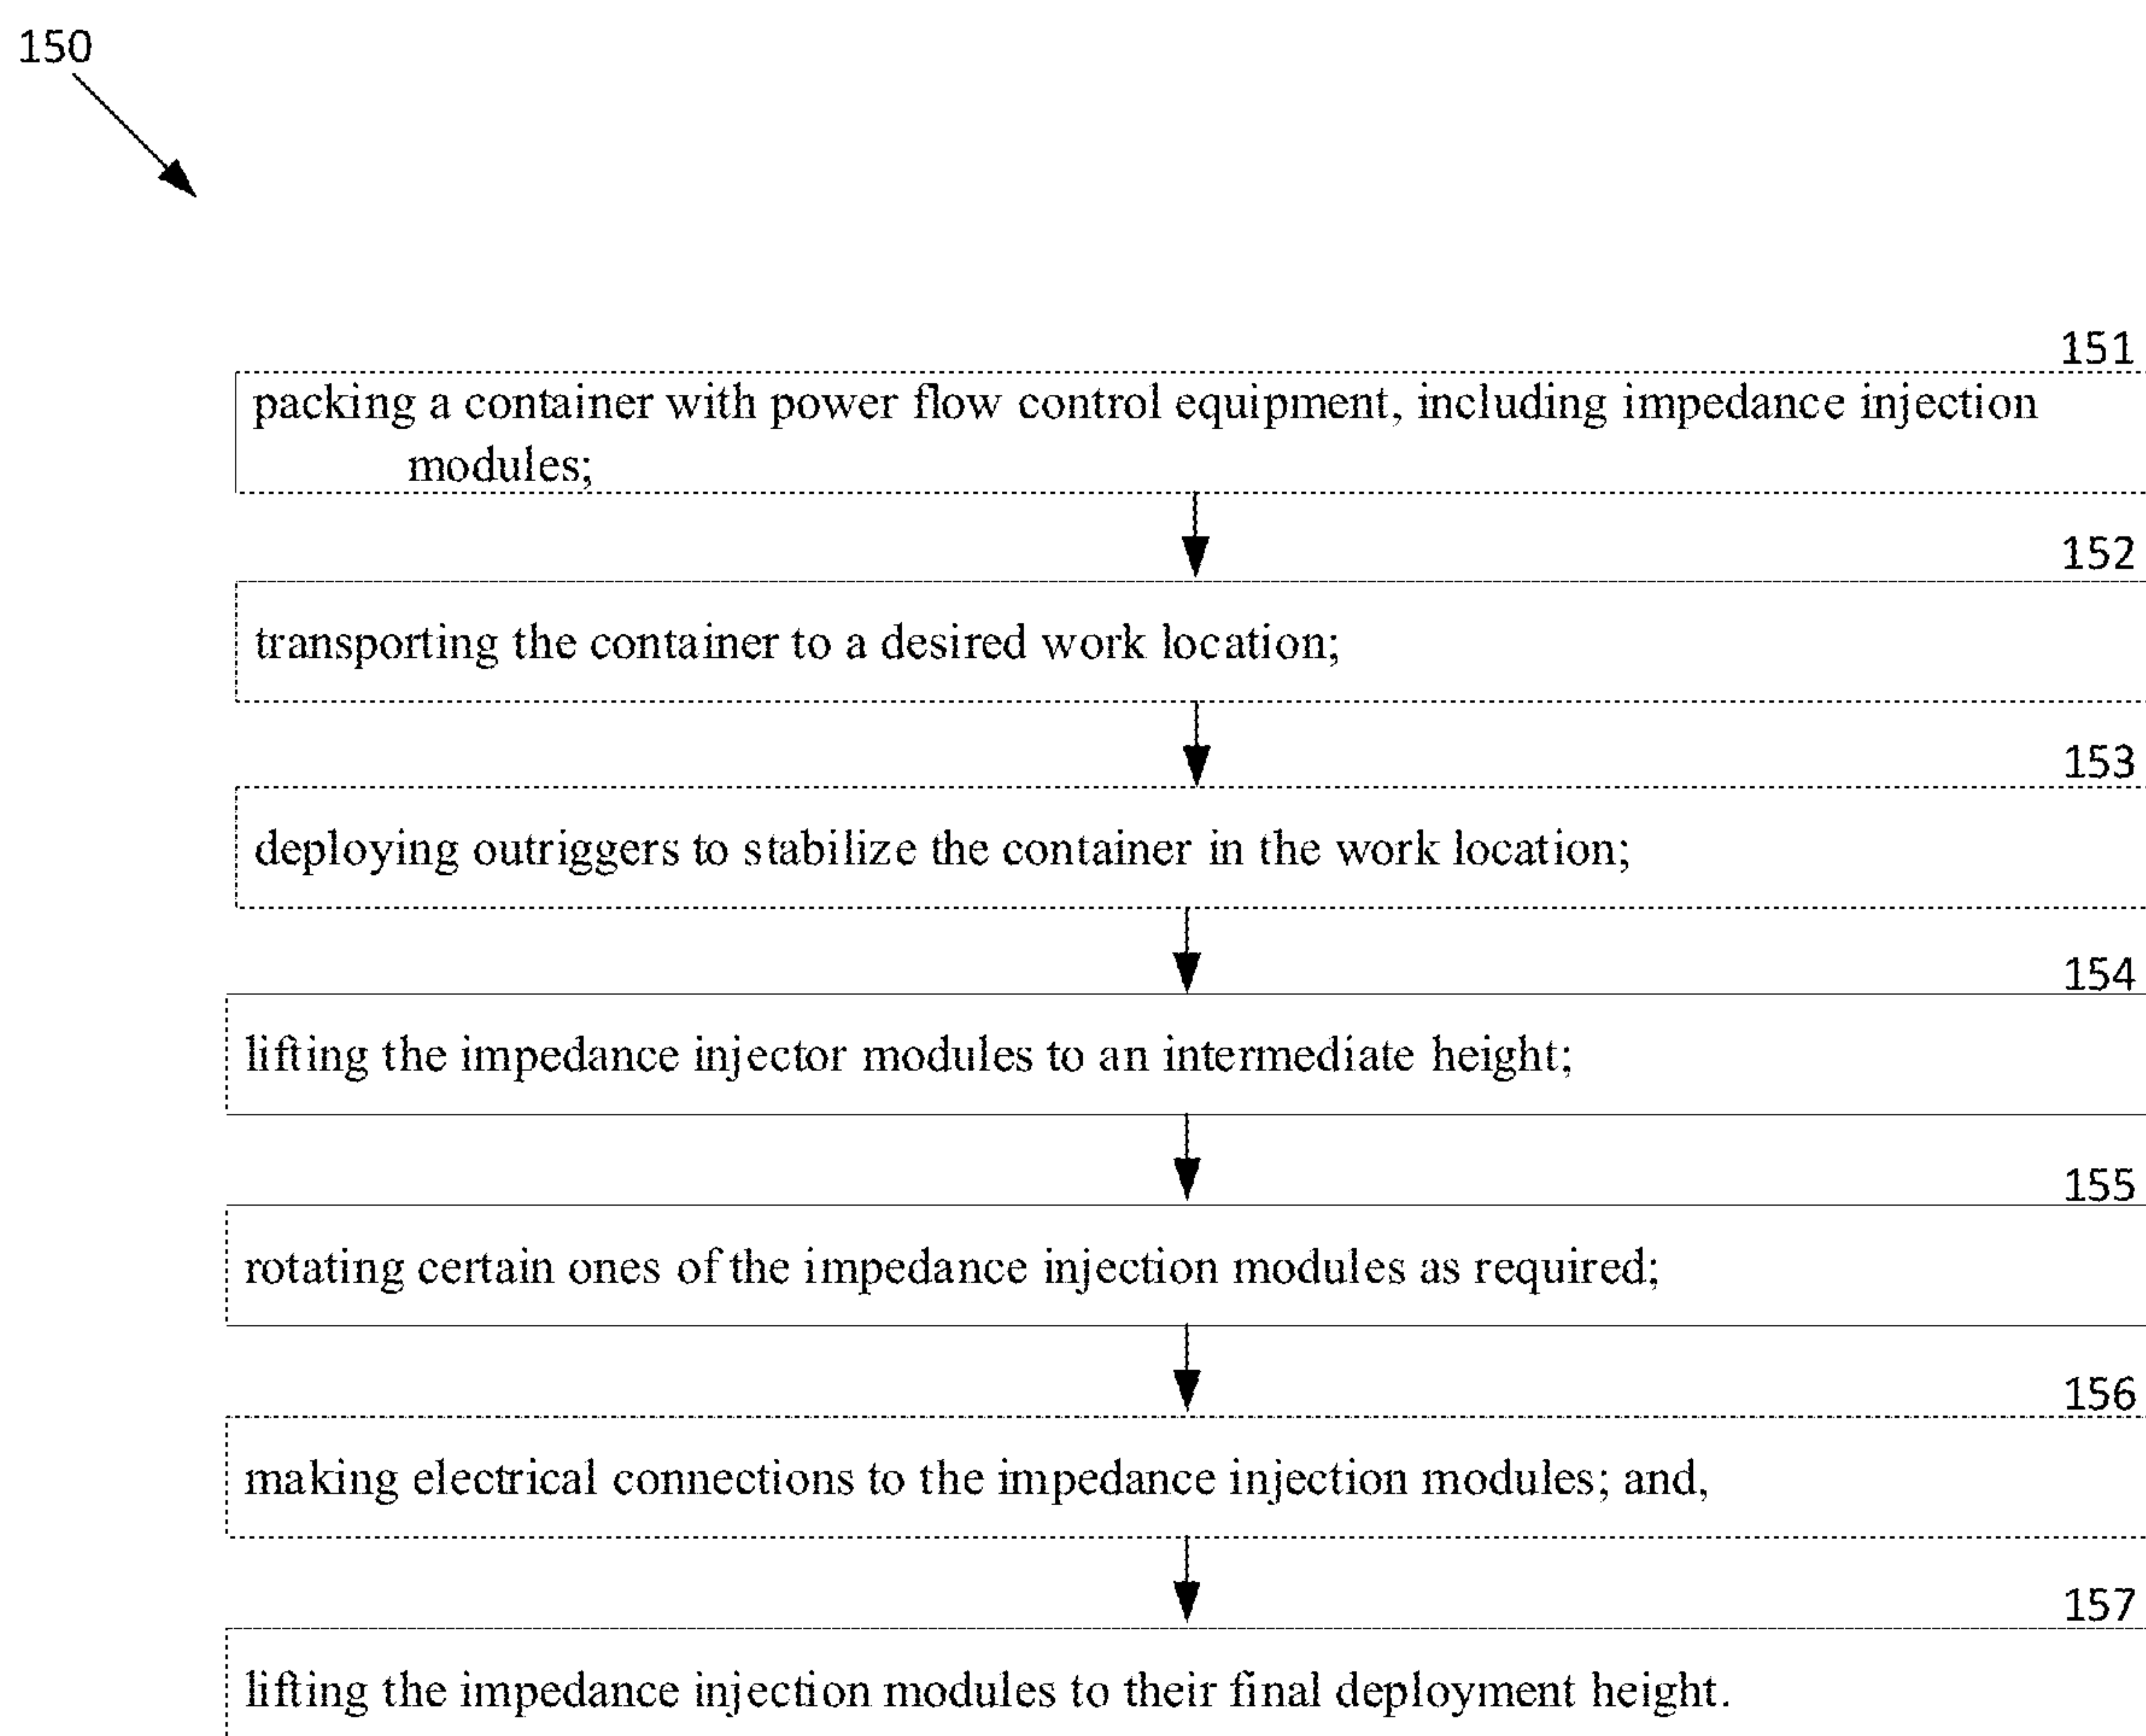 150
151
packing a container with power flow control equipment, including impedance injection
modules;
152
transporting the container to a desired work location;
153
deploying outriggers to stabilize the container in the work location;
154
lifting the impedance injector modules to an intermediate height;
155
rotating certain ones of the impedance injection modules as required;
156
making electrical connections to the impedance injection modules; and,
157
lifting the impedance injection modules to their final deployment height.